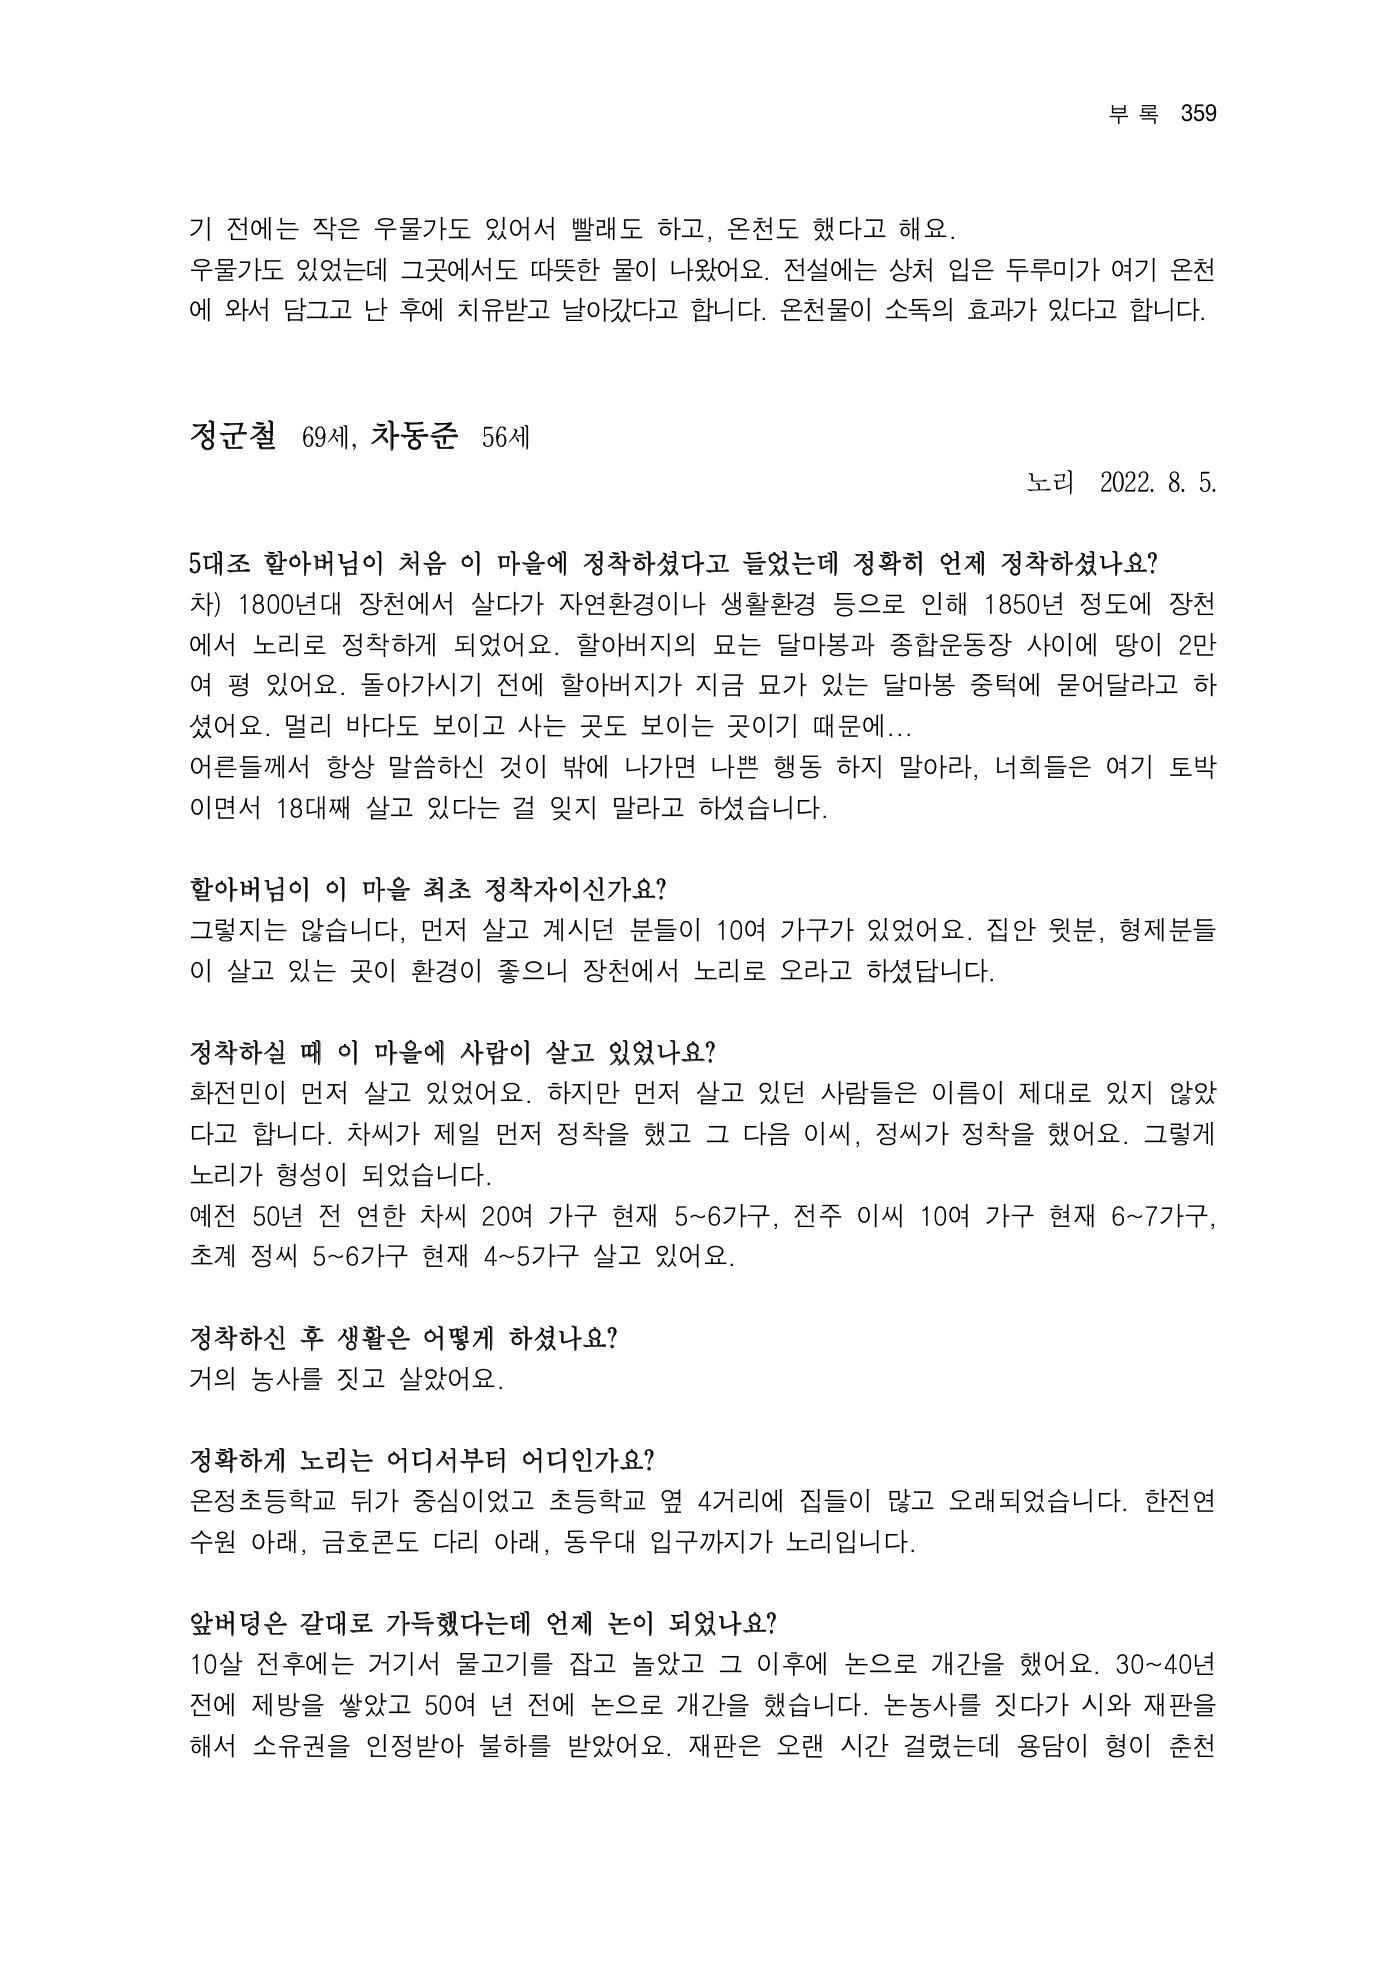 부 록 359
기 전에는 작은 우물가도 있어서 빨래도 하고, 온천도 했다고 해요.
우물가도 있었는데 그곳에서도 따뜻한 물이 나왔어요. 전설에는 상처 입은 두루미가 여기 온천
에 와서 담그고 난 후에 치유받고 날아갔다고 합니다. 온천물이 소독의 효과가 있다고 합니다.
정군철 69세, 차동준 56세
노리 2022. 8. 5.
5대조 할아버님이 처음 이 마을에 정착하셨다고 들었는데 정확히 언제 정착하셨나요?
차) 1800년대 장천에서 살다가 자연환경이나 생활환경 등으로 인해 1850년 정도에 장천
에서 노리로 정착하게 되었어요. 할아버지의 묘는 달마봉과 종합운동장 사이에 땅이 2만
여 평 있어요. 돌아가시기 전에 할아버지가 지금 묘가 있는 달마봉 중턱에 묻어달라고 하
셨어요. 멀리 바다도 보이고 사는 곳도 보이는 곳이기 때문에...
어른들께서 항상 말씀하신 것이 밖에 나가면 나쁜 행동 하지 말아라, 너희들은 여기 토박
이면서 18대째 살고 있다는 걸 잊지 말라고 하셨습니다.
할아버님이 이 마을 최초 정착자이신가요?
그렇지는 않습니다, 먼저 살고 계시던 분들이 10여 가구가 있었어요. 집안 윗분, 형제분들
이 살고 있는 곳이 환경이 좋으니 장천에서 노리로 오라고 하셨답니다.
정착하실 때 이 마을에 사람이 살고 있었나요?
화전민이 먼저 살고 있었어요. 하지만 먼저 살고 있던 사람들은 이름이 제대로 있지 않았
다고 합니다. 차씨가 제일 먼저 정착을 했고 그 다음 이씨, 정씨가 정착을 했어요. 그렇게
노리가 형성이 되었습니다.
예전 50년 전 연한 차씨 20여 가구 현재 5~6가구, 전주 이씨 10여 가구 현재 6~7가구,
초계 정씨 5~6가구 현재 4~5가구 살고 있어요.
정착하신 후 생활은 어떻게 하셨나요?
거의 농사를 짓고 살았어요.
정확하게 노리는 어디서부터 어디인가요?
온정초등학교 뒤가 중심이었고 초등학교 옆 4거리에 집들이 많고 오래되었습니다. 한전연
수원 아래, 금호콘도 다리 아래, 동우대 입구까지가 노리입니다.
앞버덩은 갈대로 가득했다는데 언제 논이 되었나요?
10살 전후에는 거기서 물고기를 잡고 놀았고 그 이후에 논으로 개간을 했어요. 30~40년
전에 제방을 쌓았고 50여 년 전에 논으로 개간을 했습니다. 논농사를 짓다가 시와 재판을
해서 소유권을 인정받아 불하를 받았어요. 재판은 오랜 시간 걸렸는데 용담이 형이 춘천